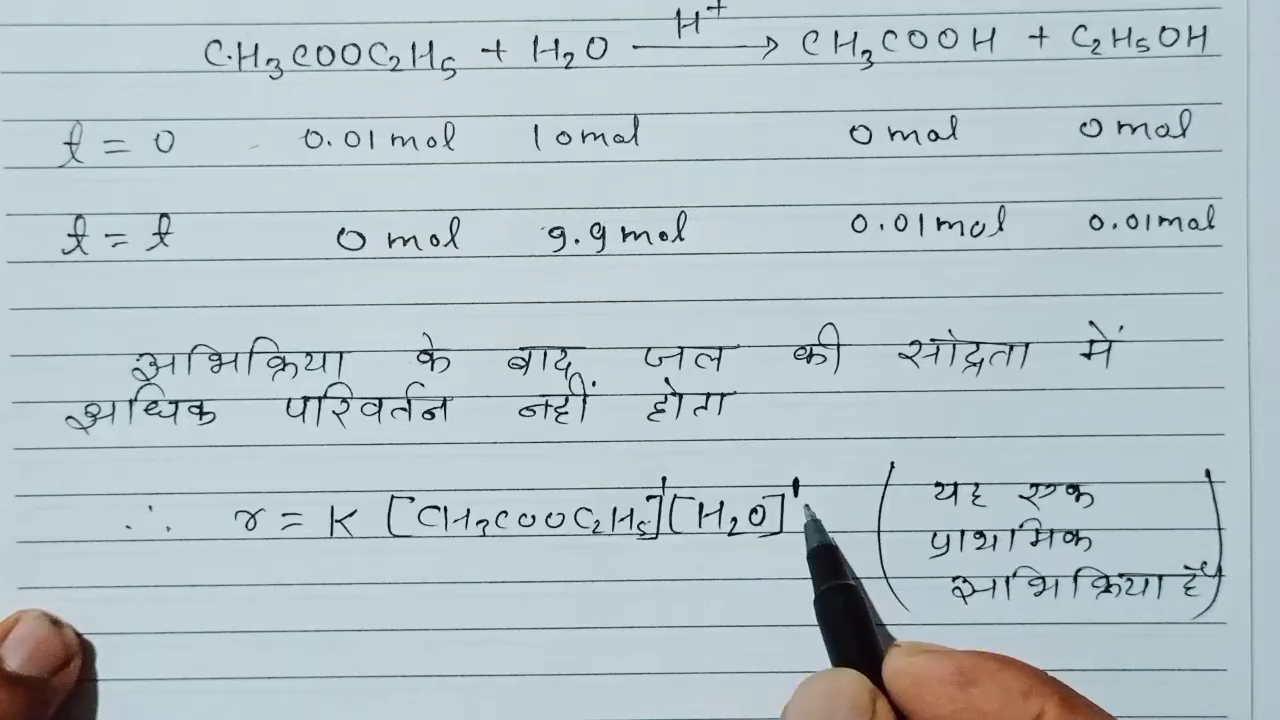 CH₃COOC₂H₅ + H₂O —H⁺→ CH₃COOH + C₂H₅OH
t = 0 0.01 mol 10 mol 0 mol 0 mol
t = t 0 mol 9.9 mol 0.01 mol 0.01 mol
अभिक्रिया के बाद जल की सांद्रता में
अधिक परिवर्तन नहीं होता
∴ r = K [CH₃COOC₂H₅]¹[H₂O]¹
(यह एक
प्राथमिक
अभिक्रिया है)